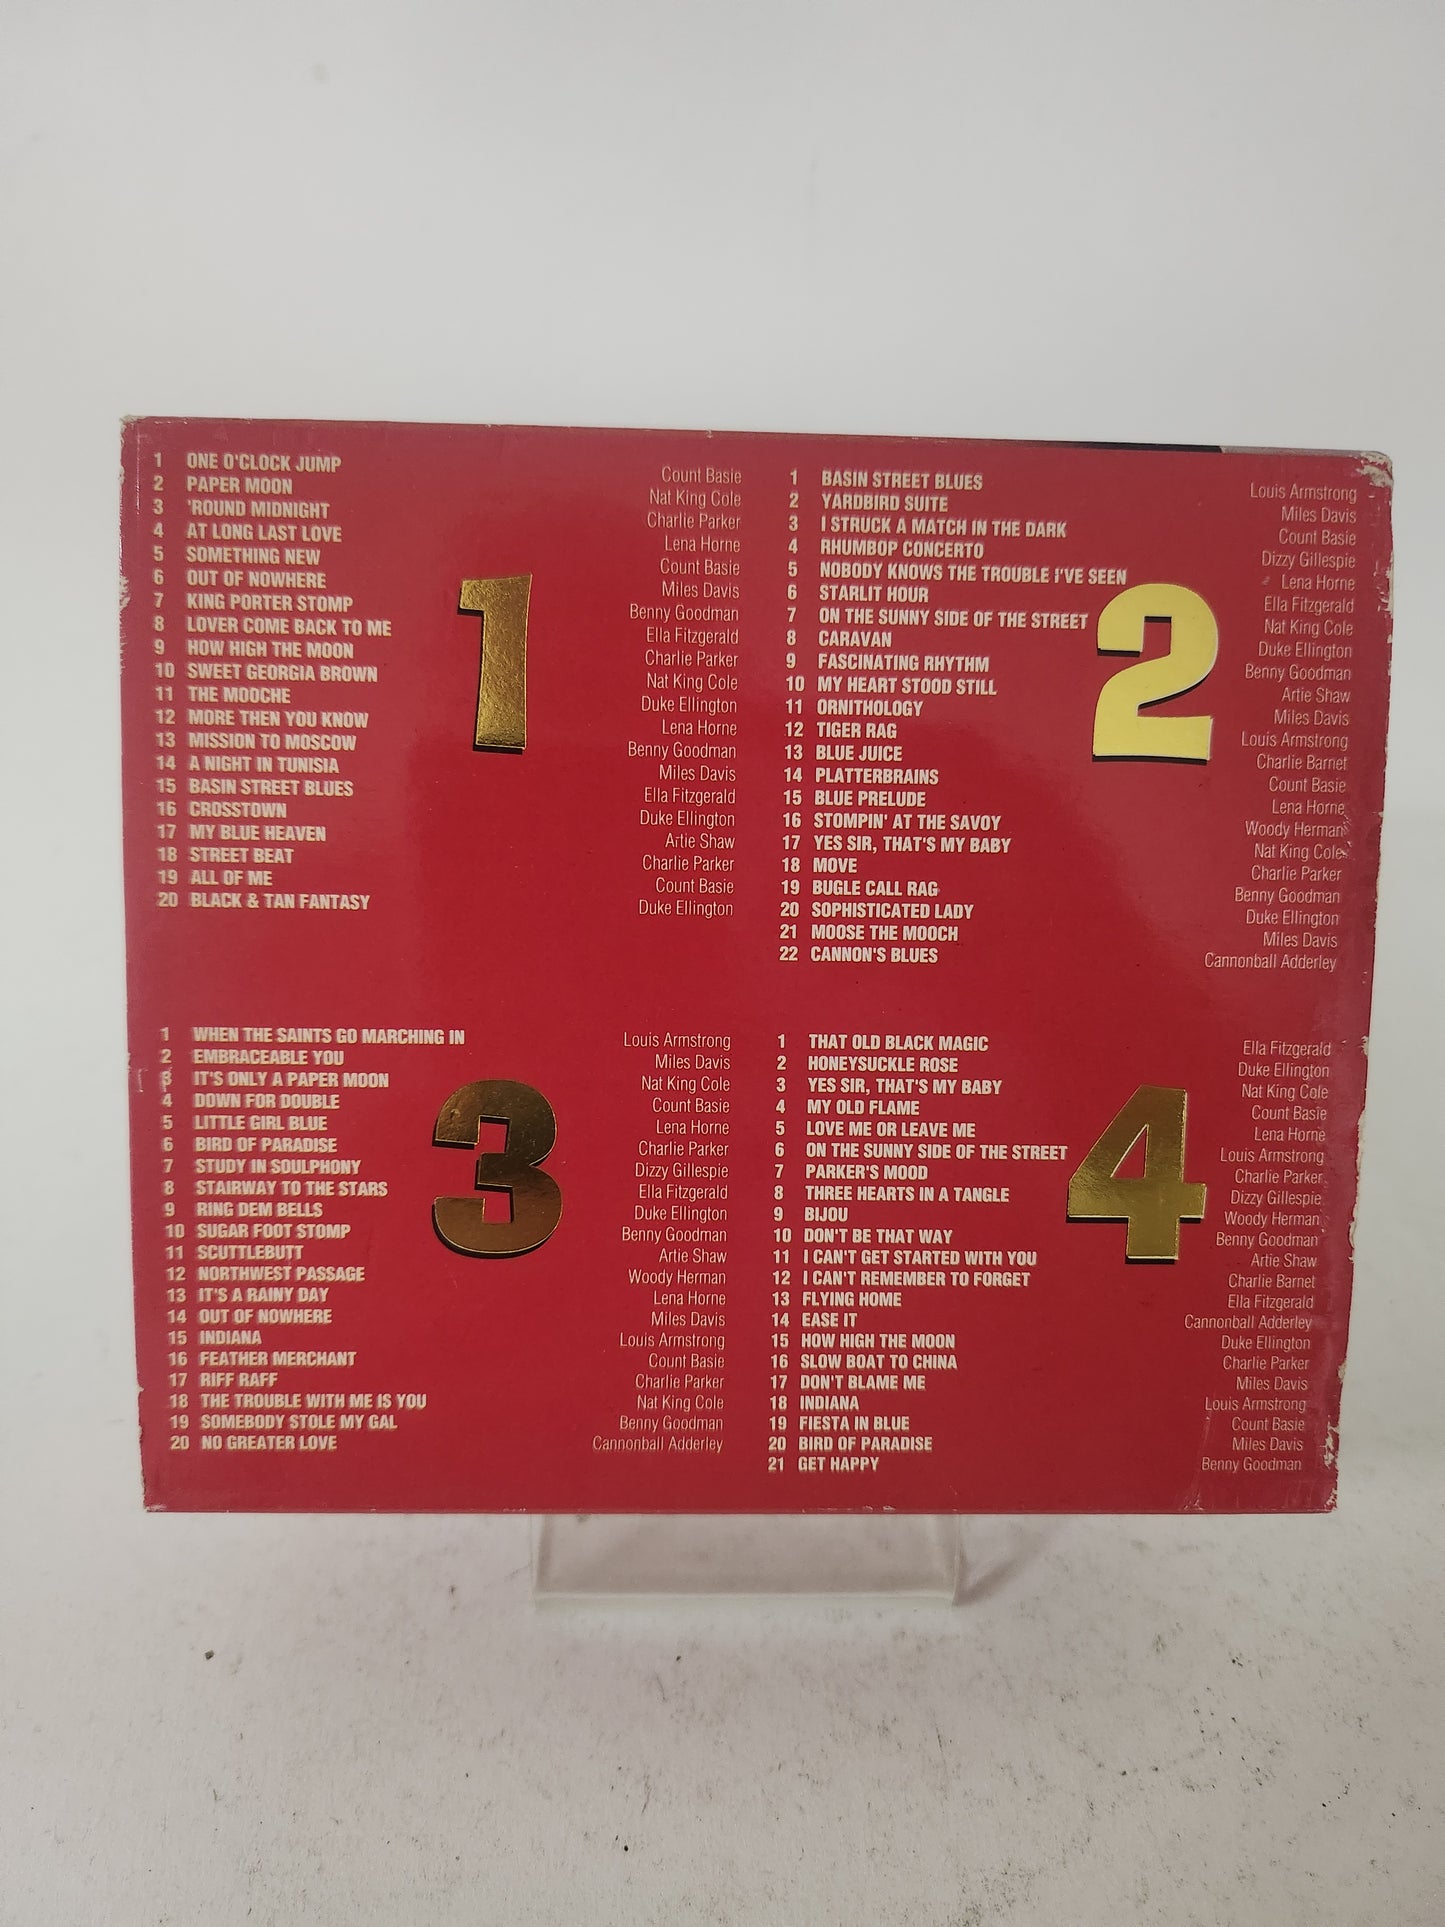 1 ONE O'CLOCK JUMP Count Basie
2 PAPER MOON Nat King Cole
3 'ROUND MIDNIGHT Charlie Parker
4 AT LONG LAST LOVE Lena Horne
5 SOMETHING NEW Count Basie
6 OUT OF NOWHERE Miles Davis
7 KING PORTER STOMP Benny Goodman
8 LOVER COME BACK TO ME Ella Fitzgerald
9 HOW HIGH THE MOON Charlie Parker
10 SWEET GEORGIA BROWN Nat King Cole
11 THE MOOCHE Duke Ellington
12 MORE THEN YOU KNOW Lena Horne
13 MISSION TO MOSCOW Benny Goodman
14 A NIGHT IN TUNISIA Miles Davis
15 BASIN STREET BLUES Ella Fitzgerald
16 CROSSTOWN Duke Ellington
17 MY BLUE HEAVEN Artie Shaw
18 STREET BEAT Charlie Parker
19 ALL OF ME Count Basie
20 BLACK & TAN FANTASY Duke Ellington
1
1 BASIN STREET BLUES Louis Armstrong
2 YARDBIRD SUITE Miles Davis
3 I STRUCK A MATCH IN THE DARK Count Basie
4 RHUMBOP CONCERTO Dizzy Gillespie
5 NOBODY KNOWS THE TROUBLE I'VE SEEN Lena Horne
6 STARLIT HOUR Ella Fitzgerald
7 ON THE SUNNY SIDE OF THE STREET Nat King Cole
8 CARAVAN Duke Ellington
9 FASCINATING RHYTHM Benny Goodman
10 MY HEART STOOD STILL Artie Shaw
11 ORNITHOLOGY Miles Davis
12 TIGER RAG Louis Armstrong
13 BLUE JUICE Charlie Barnet
14 PLATTERBRAINS Count Basie
15 BLUE PRELUDE Lena Horne
16 STOMPIN' AT THE SAVOY Woody Herman
17 YES SIR, THAT'S MY BABY Nat King Cole
18 MOVE Charlie Parker
19 BUGLE CALL RAG Benny Goodman
20 SOPHISTICATED LADY Duke Ellington
21 MOOSE THE MOOCH Miles Davis
22 CANNON'S BLUES Cannonball Adderley
2
1 WHEN THE SAINTS GO MARCHING IN Louis Armstrong
2 EMBRACEABLE YOU Miles Davis
3 IT'S ONLY A PAPER MOON Nat King Cole
4 DOWN FOR DOUBLE Count Basie
5 LITTLE GIRL BLUE Lena Horne
6 BIRD OF PARADISE Charlie Parker
7 STUDY IN SOULPHONY Dizzy Gillespie
8 STAIRWAY TO THE STARS Ella Fitzgerald
9 RING DEM BELLS Duke Ellington
10 SUGAR FOOT STOMP Benny Goodman
11 SCUTTLEBUTT Artie Shaw
12 NORTHWEST PASSAGE Woody Herman
13 IT'S A RAINY DAY Lena Horne
14 OUT OF NOWHERE Miles Davis
15 INDIANA Louis Armstrong
16 FEATHER MERCHANT Count Basie
17 RIFF RAFF Charlie Parker
18 THE TROUBLE WITH ME IS YOU Nat King Cole
19 SOMEBODY STOLE MY GAL Benny Goodman
20 NO GREATER LOVE Cannonball Adderley
3
1 THAT OLD BLACK MAGIC Ella Fitzgerald
2 HONEYSUCKLE ROSE Duke Ellington
3 YES SIR, THAT'S MY BABY Nat King Cole
4 MY OLD FLAME Count Basie
5 LOVE ME OR LEAVE ME Lena Horne
6 ON THE SUNNY SIDE OF THE STREET Louis Armstrong
7 PARKER'S MOOD Charlie Parker
8 THREE HEARTS IN A TANGLE Dizzy Gillespie
9 BIJOU Woody Herman
10 DON'T BE THAT WAY Benny Goodman
11 I CAN'T GET STARTED WITH YOU Artie Shaw
12 I CAN'T REMEMBER TO FORGET Charlie Barnet
13 FLYING HOME Ella Fitzgerald
14 EASE IT Cannonball Adderley
15 HOW HIGH THE MOON Duke Ellington
16 SLOW BOAT TO CHINA Charlie Parker
17 DON'T BLAME ME Miles Davis
18 INDIANA Louis Armstrong
19 FIESTA IN BLUE Count Basie
20 BIRD OF PARADISE Miles Davis
21 GET HAPPY Benny Goodman
4